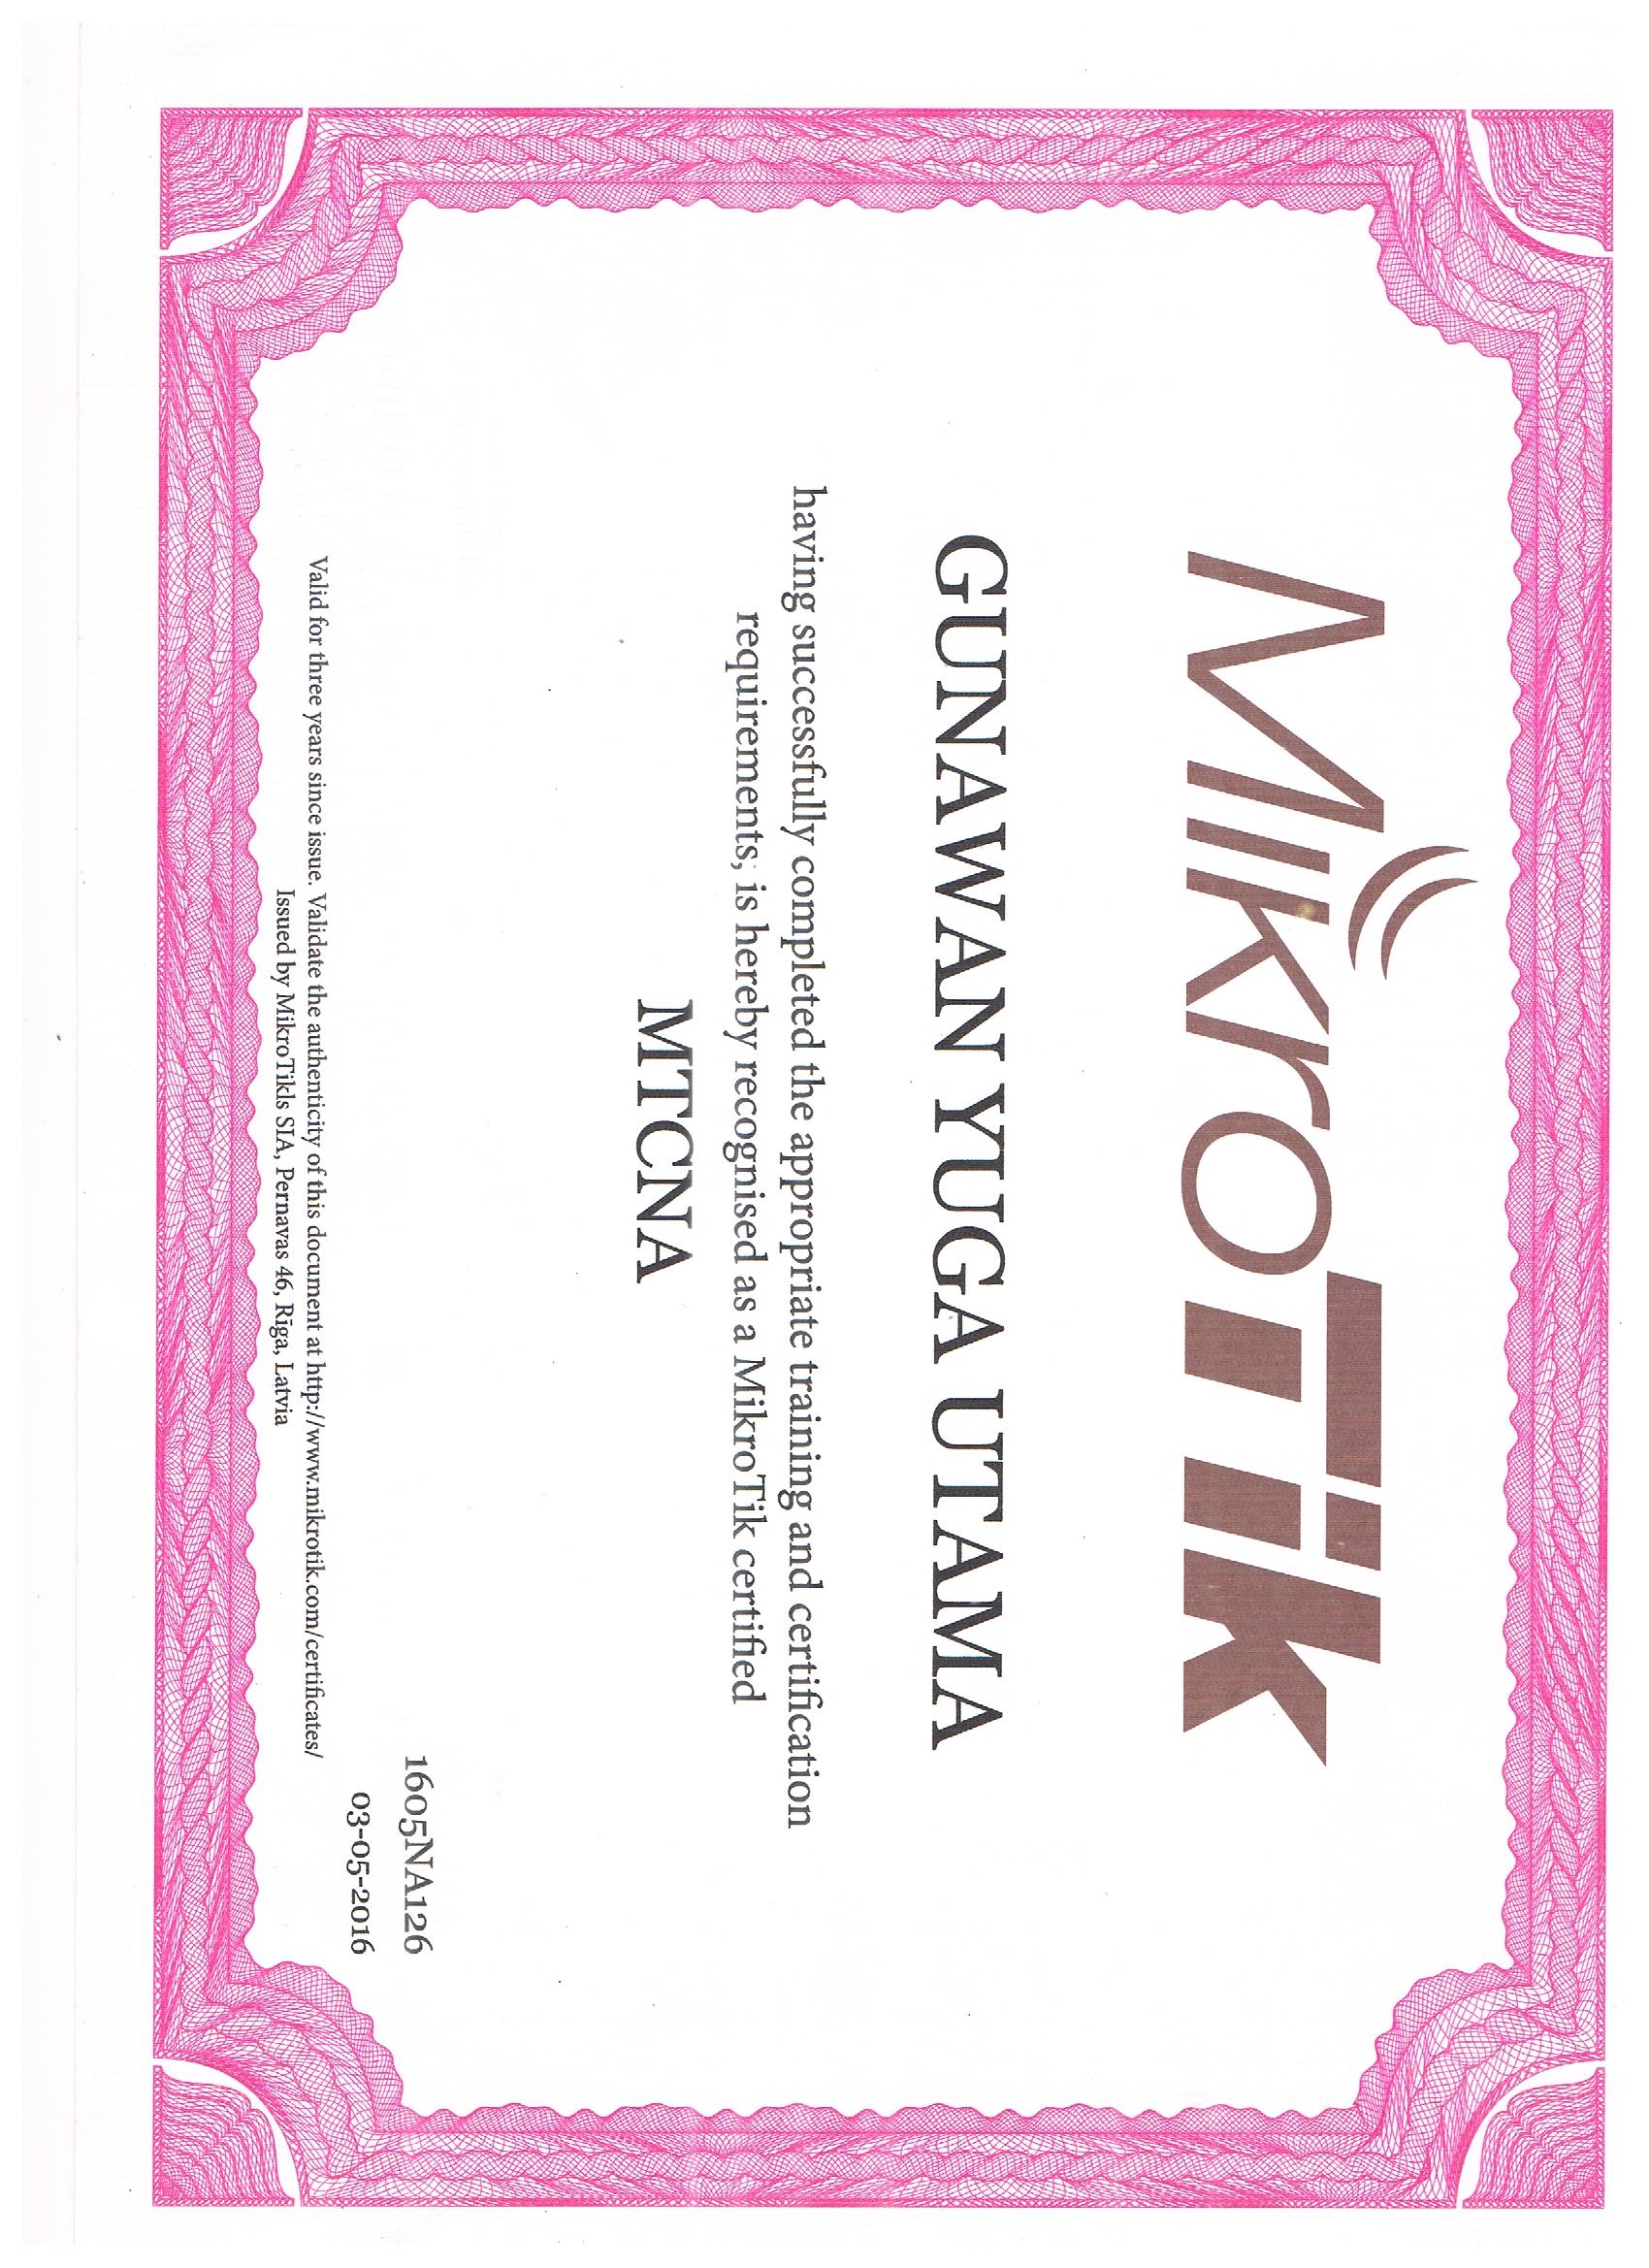 MikroTik
GUNAWAN YUGA UTAMA
having successfully completed the appropriate training and certification
requirements, is hereby recognised as a MikroTik certified
MTCNA
1605NA126
03-05-2016
Valid for three years since issue. Validate the authenticity of this document at http://www.mikrotik.com/certificates/
Issued by MikroTikls SIA, Pernavas 46, Rīga, Latvia